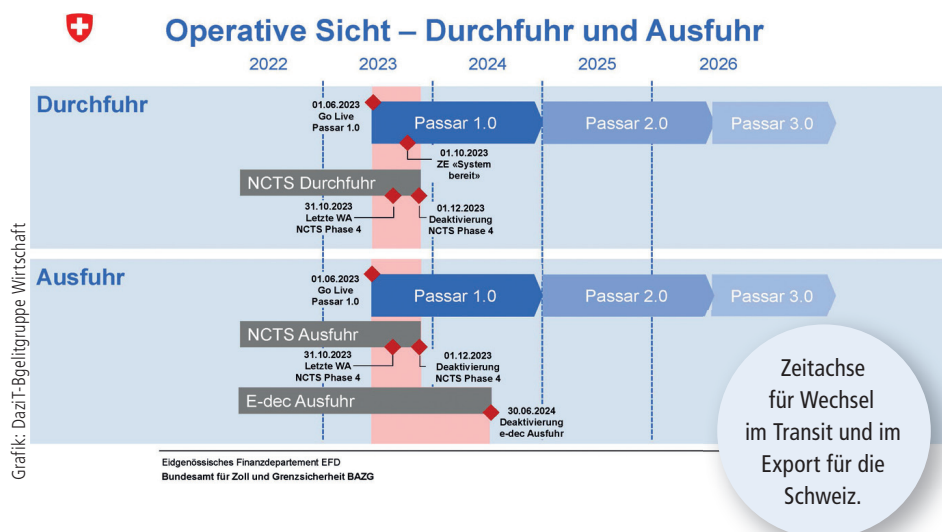 Operative Sicht – Durchfuhr und Ausfuhr
2022 2023 2024 2025 2026
Durchfuhr
01.06.2023
Go Live
Passar 1.0
Passar 1.0
Passar 2.0
Passar 3.0
01.10.2023
ZE «System
bereit»
NCTS Durchfuhr
31.10.2023
Letzte WA
NCTS Phase 4
01.12.2023
Deaktivierung
NCTS Phase 4
Ausfuhr
01.06.2023
Go Live
Passar 1.0
Passar 1.0
Passar 2.0
Passar 3.0
NCTS Ausfuhr
31.10.2023
Letzte WA
NCTS Phase 4
01.12.2023
Deaktivierung
NCTS Phase 4
E-dec Ausfuhr
30.06.2024
Deaktivierung
e-dec Ausfuhr
Zeitachse
für Wechsel
im Transit und im
Export für die
Schweiz.
Eidgenössisches Finanzdepartement EFD
Bundesamt für Zoll und Grenzsicherheit BAZG
Grafik: DaziT-Bgelitgruppe Wirtschaft